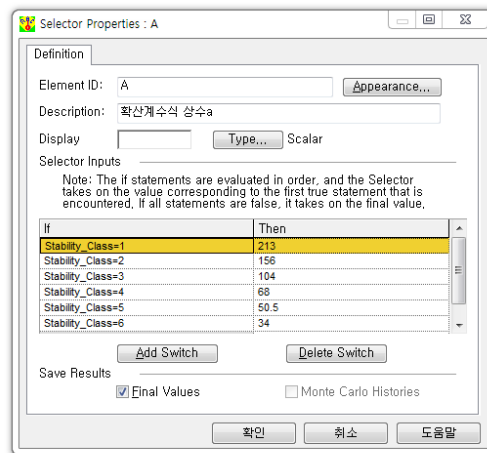 Selector Properties : A
Definition
Element ID: A Appearance...
Description: 확산계수식 상수a
Display Type... Scalar
Selector Inputs
Note: The if statements are evaluated in order, and the Selector
takes on the value corresponding to the first true statement that is
encountered. If all statements are false, it takes on the final value.
If Then
Stability_Class=1 213
Stability_Class=2 156
Stability_Class=3 104
Stability_Class=4 68
Stability_Class=5 50.5
Stability_Class=6 34
Add Switch Delete Switch
Save Results
Final Values Monte Carlo Histories
확인 취소 도움말